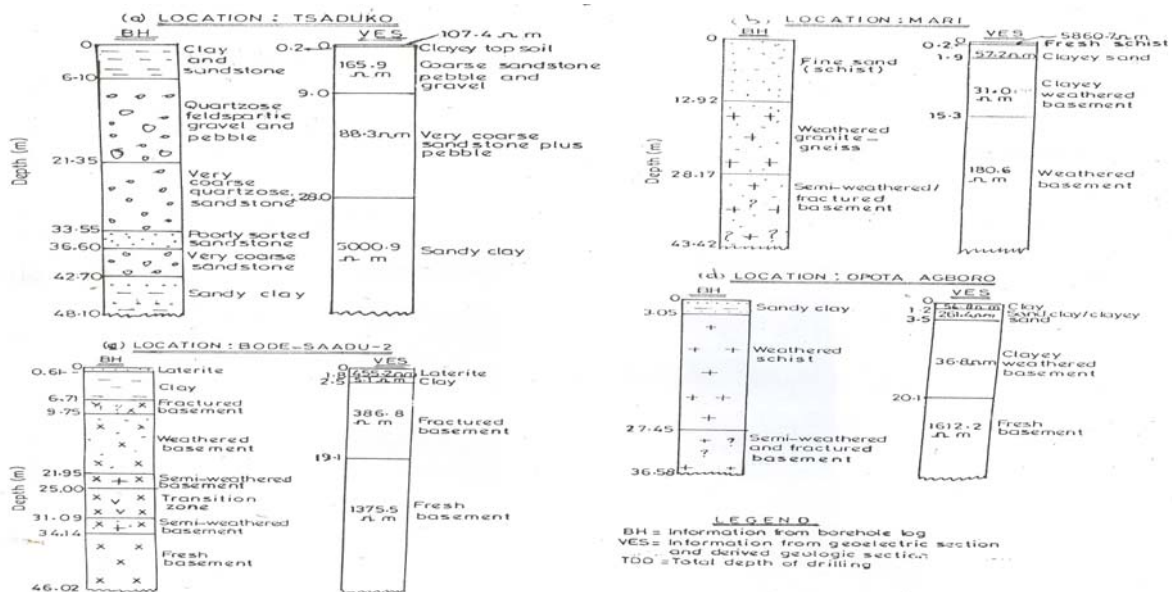 (a) LOCATION: TSADUKO
BH
VES
107.4 Ω m
0
Clay
and
sandstone
6.10
Quartzose
feldspartic
gravel and
pebble
21.35
Very
coarse
quartzose,
sandstone
33.55
Poorly sorted
sandstone
36.60
Very coarse
sandstone
42.70
Sandy clay
48.10
Depth (m)
0
0.2
Clayey top soil
165.9
Ω m
Coarse sandstone
pebble and
gravel
9.0
88.3 Ω m
Very coarse
sandstone plus
pebble
28.0
5000.9
Ω m
Sandy clay
(b) LOCATION: MARI
BH
VES
5860.7 Ω m
0
Fine sand
(schist)
12.92
Weathered
granite-
gneiss
28.17
Semi-weathered/
fractured
basement
43.42
Depth (m)
0
0.2
Fresh schist
57.2 Ω m
Clayey sand
1.9
31.0
Ω m
Clayey
weathered
basement
15.3
180.6
Ω m
Weathered
basement
(c) LOCATION: BODE-SAADU-2
BH
VES
0
Laterite
0.61
Clay
6.71
Fractured
basement
9.75
Weathered
basement
21.95
Semi-weathered
basement
25.00
Transition
zone
31.09
Semi-weathered
basement
34.14
Fresh
basement
46.02
Depth (m)
0
455.2 Ω m
Laterite
1.8
Clay
2.5
386.8
Ω m
Fractured
basement
19.1
1375.5
Ω m
Fresh
basement
(d) LOCATION: OPOTA AGBORO
BH
VES
0
Sandy clay
3.05
Weathered
schist
27.45
Semi-weathered
and fractured
basement
36.58
Depth (m)
0
54.8 Ω m
Clay
1.2
261.4 Ω m
Sand clay/clayey
sand
3.5
36.8 Ω m
Clayey
weathered
basement
20.1
1612.2
Ω m
Fresh
basement
LEGEND
BH = Information from borehole log
VES = Information from geoelectric section
and derived geologic section
TDD = Total depth of drilling